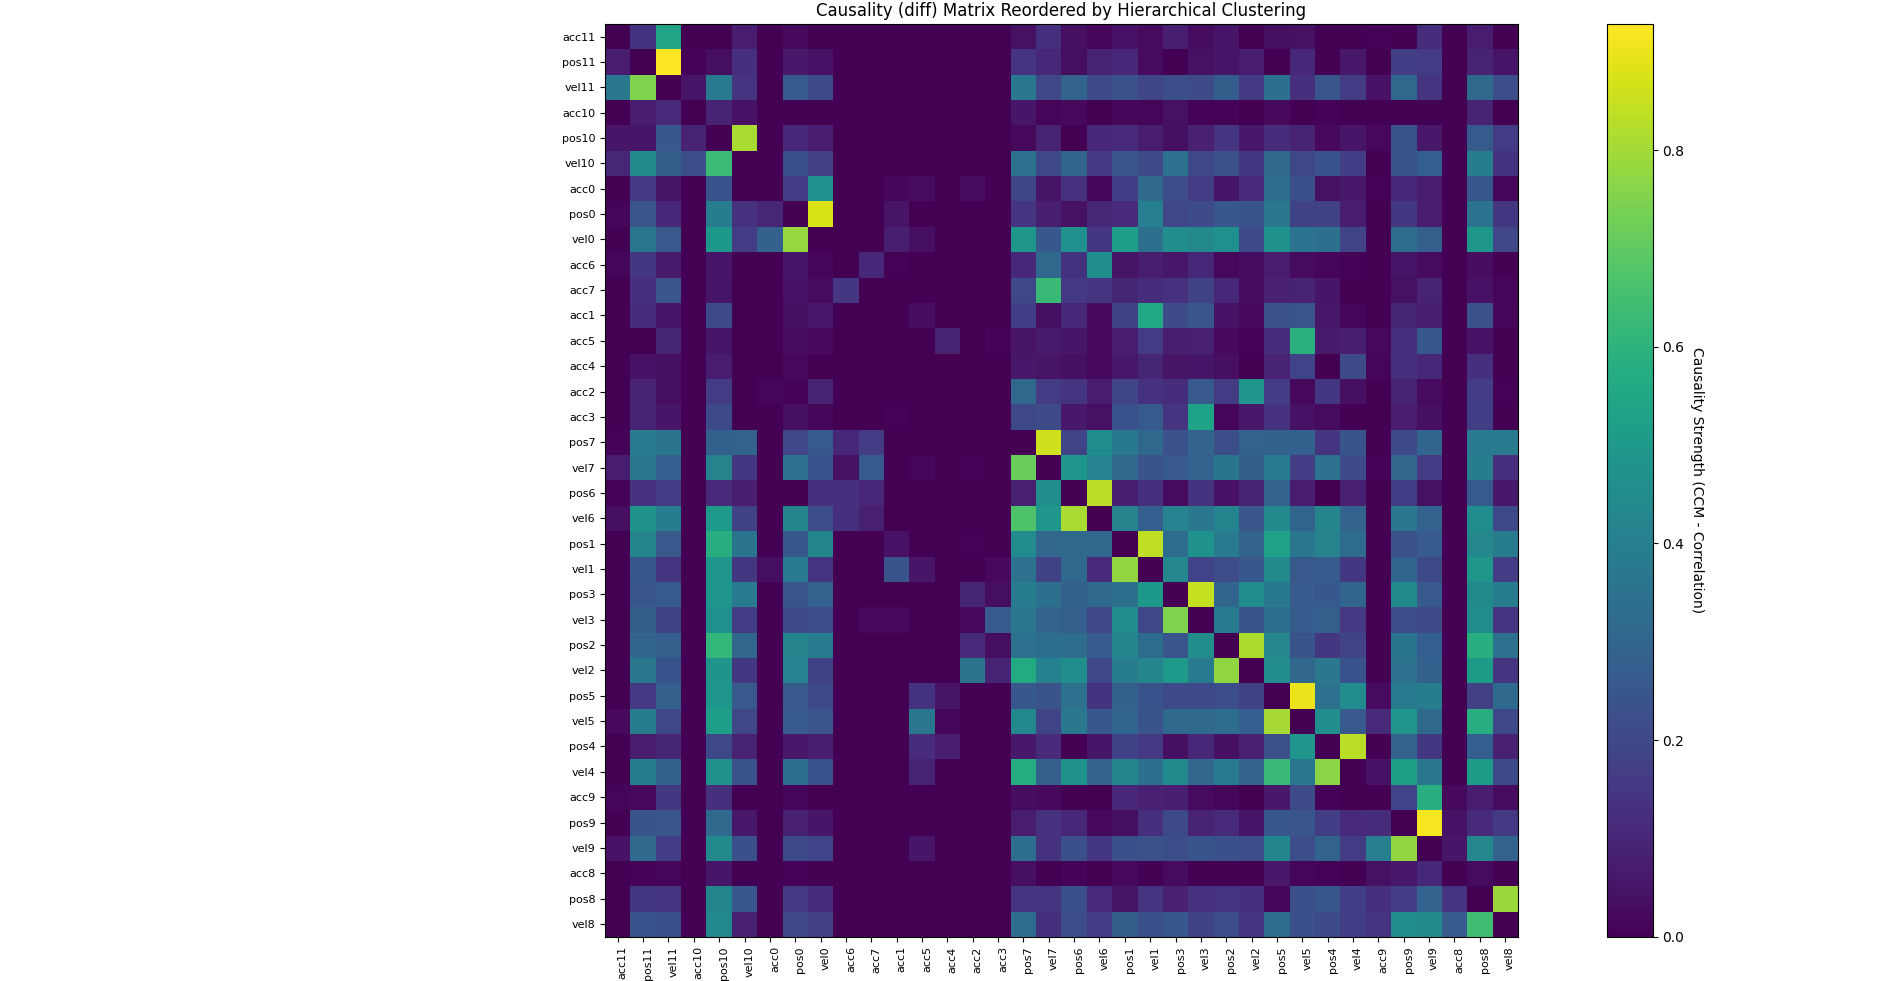 Causality (diff) Matrix Reordered by Hierarchical Clustering
acc11
pos11
vel11
acc10
pos10
vel10
acc0
pos0
vel0
acc6
acc7
acc1
acc5
acc4
acc2
acc3
pos7
vel7
pos6
vel6
pos1
vel1
pos3
vel3
pos2
vel2
pos5
vel5
pos4
vel4
acc9
pos9
vel9
acc8
pos8
vel8
acc11 pos11 vel11 acc10 pos10 vel10 acc0 pos0 vel0 acc6 acc7 acc1 acc5 acc4 acc2 acc3 pos7 vel7 pos6 vel6 pos1 vel1 pos3 vel3 pos2 vel2 pos5 vel5 pos4 vel4 acc9 pos9 vel9 acc8 pos8 vel8
0.8
0.6
0.4
0.2
0.0
Causality Strength (CCM - Correlation)